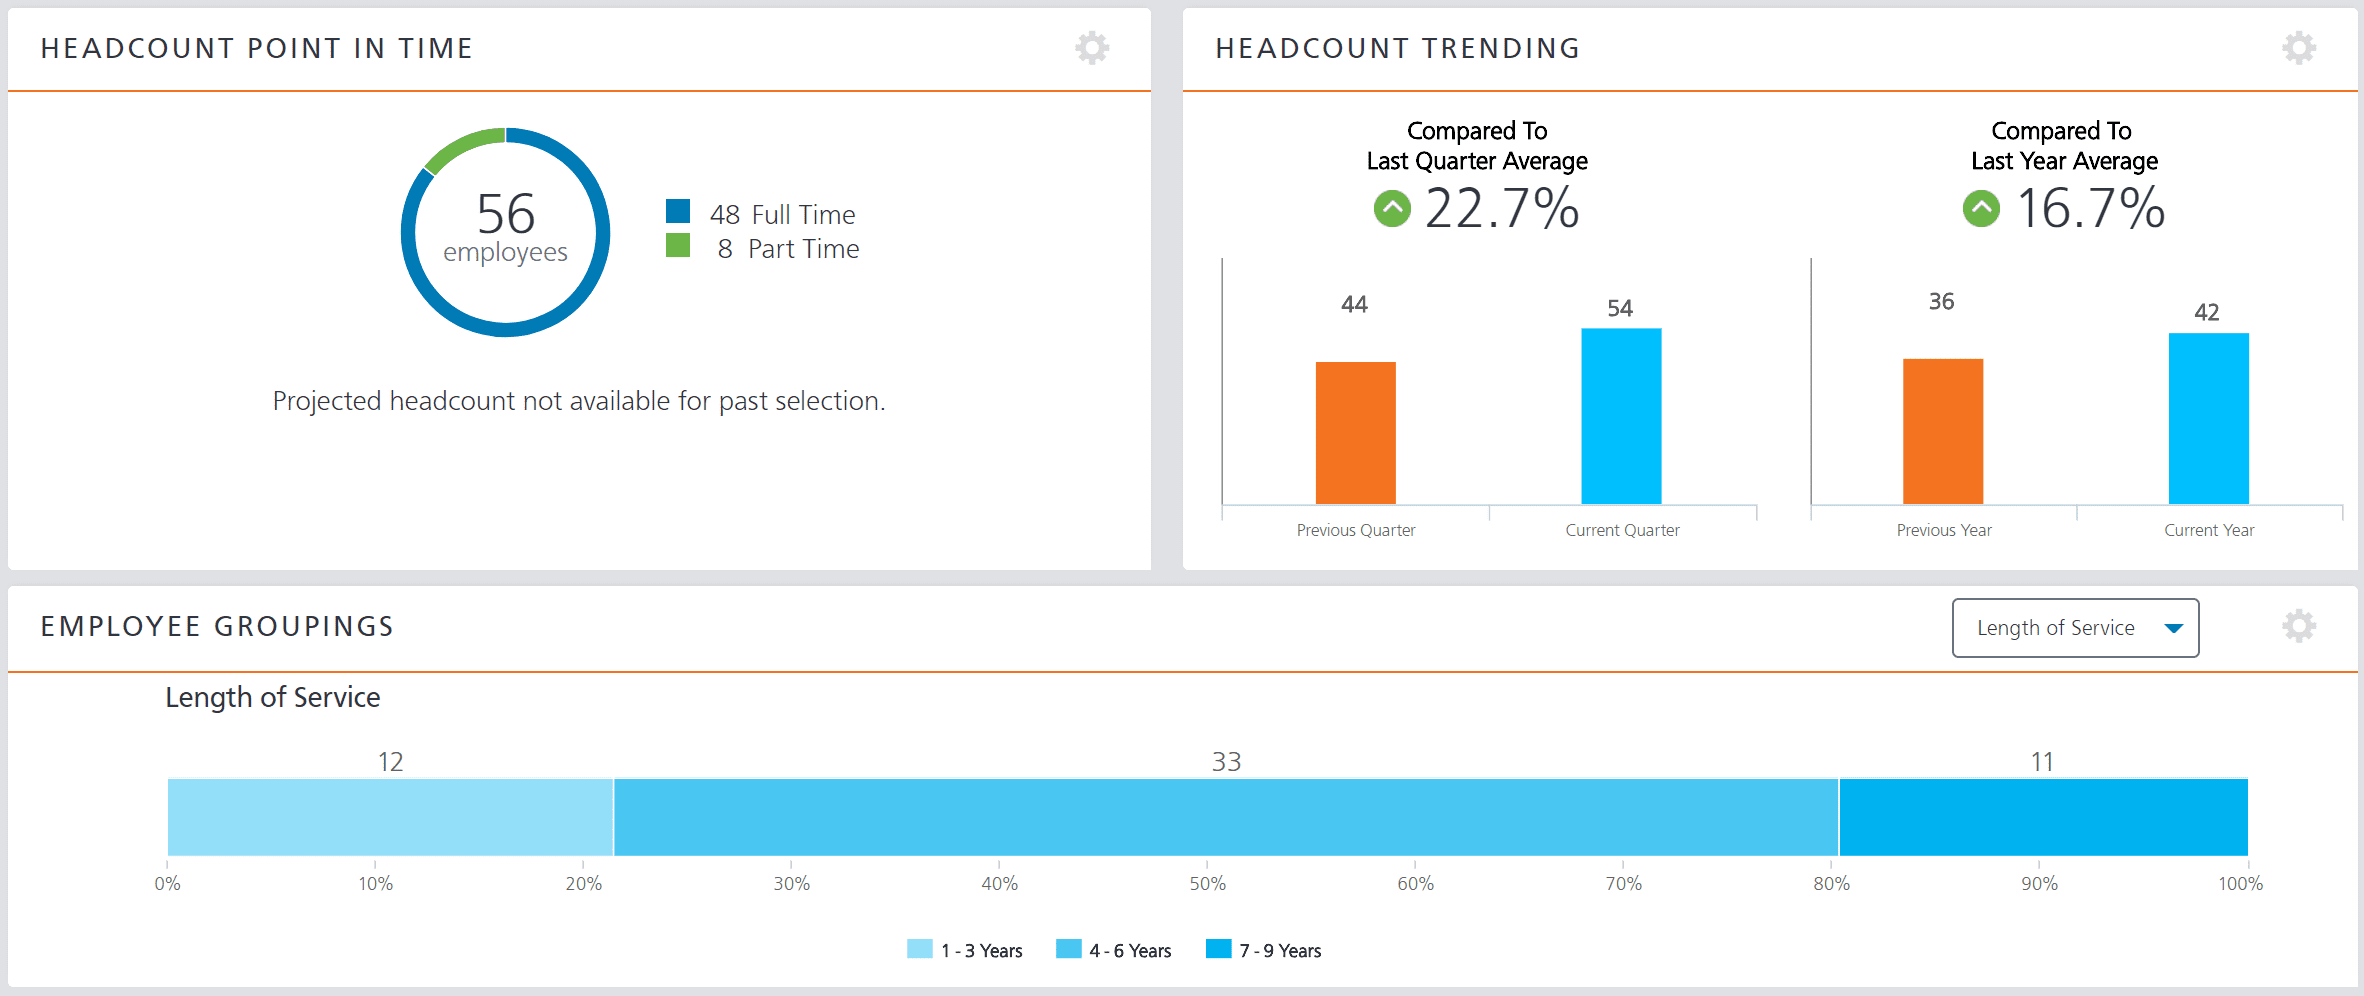 HEADCOUNT POINT IN TIME
56
employees
48 Full Time
8 Part Time
Projected headcount not available for past selection.
HEADCOUNT TRENDING
Compared To
Last Quarter Average
22.7%
44
54
Previous Quarter
Current Quarter
Compared To
Last Year Average
16.7%
36
42
Previous Year
Current Year
EMPLOYEE GROUPINGS
Length of Service
Length of Service
12
33
11
0%
10%
20%
30%
40%
50%
60%
70%
80%
90%
100%
1 - 3 Years
4 - 6 Years
7 - 9 Years